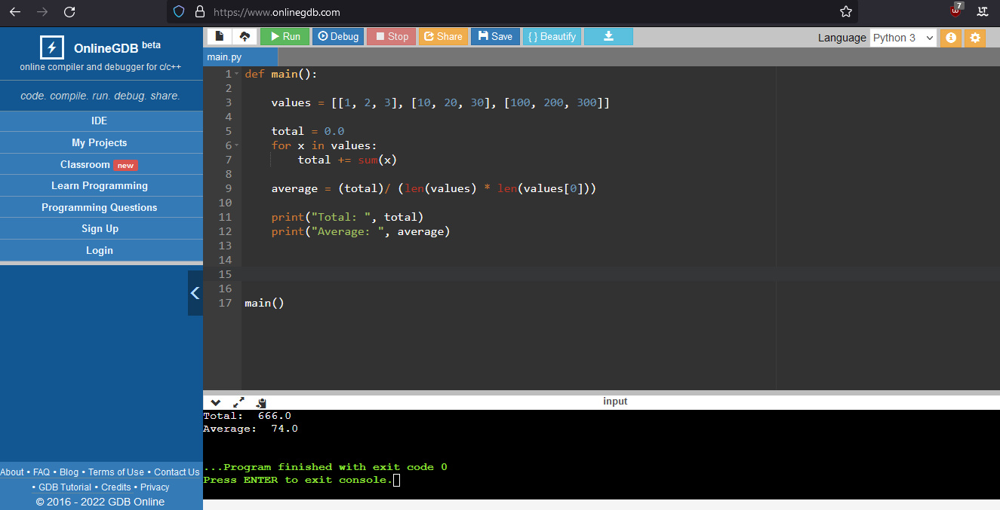 https://www.onlinegdb.com
7
OnlineGDB beta
online compiler and debugger for c/c++
code. compile. run. debug. share.
IDE
My Projects
Classroom new
Learn Programming
Programming Questions
Sign Up
Login
About • FAQ • Blog • Terms of Use • Contact Us
• GDB Tutorial • Credits • Privacy
© 2016 - 2022 GDB Online
Run Debug Stop Share Save { } Beautify
Language Python 3
main.py
1 def main():
2
3     values = [[1, 2, 3], [10, 20, 30], [100, 200, 300]]
4
5     total = 0.0
6     for x in values:
7         total += sum(x)
8
9     average = (total)/ (len(values) * len(values[0]))
10
11     print("Total: ", total)
12     print("Average: ", average)
13
14
15
16
17 main()
input
Total:  666.0
Average:  74.0
...Program finished with exit code 0
Press ENTER to exit console.